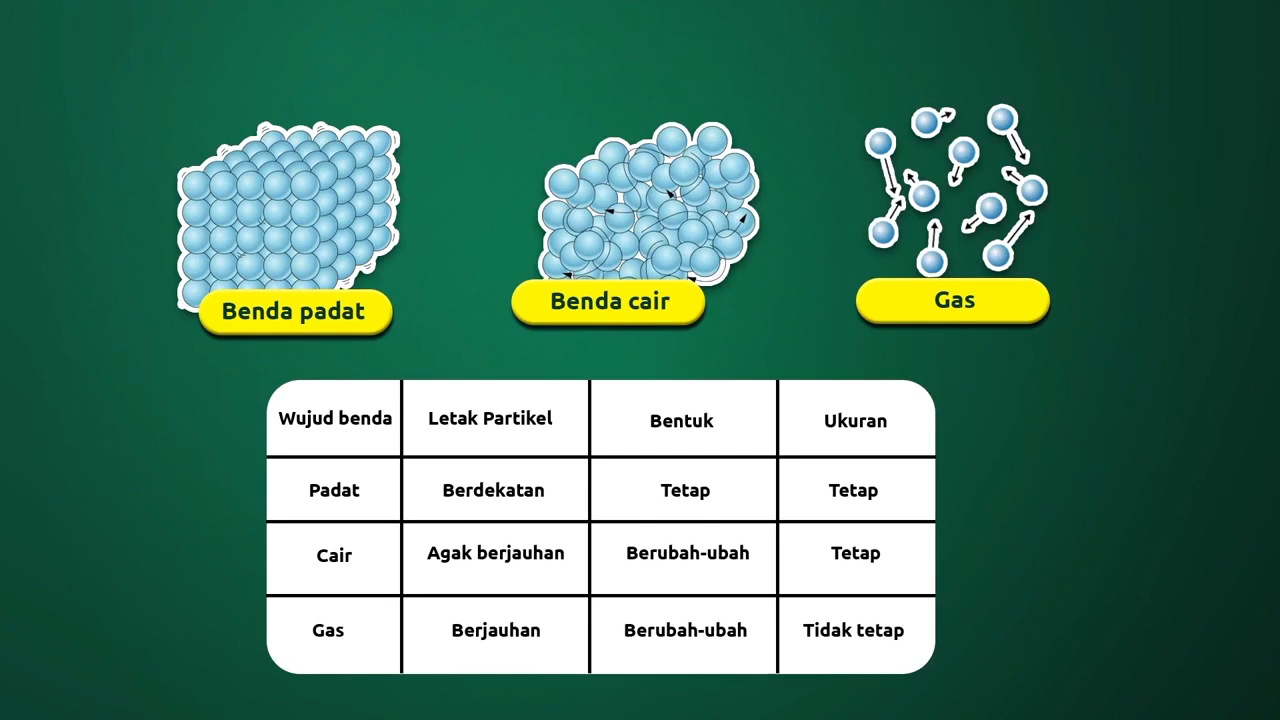 Benda padat
Benda cair
Gas
Wujud benda
Letak Partikel
Bentuk
Ukuran
Padat
Berdekatan
Tetap
Tetap
Cair
Agak berjauhan
Berubah-ubah
Tetap
Gas
Berjauhan
Berubah-ubah
Tidak tetap